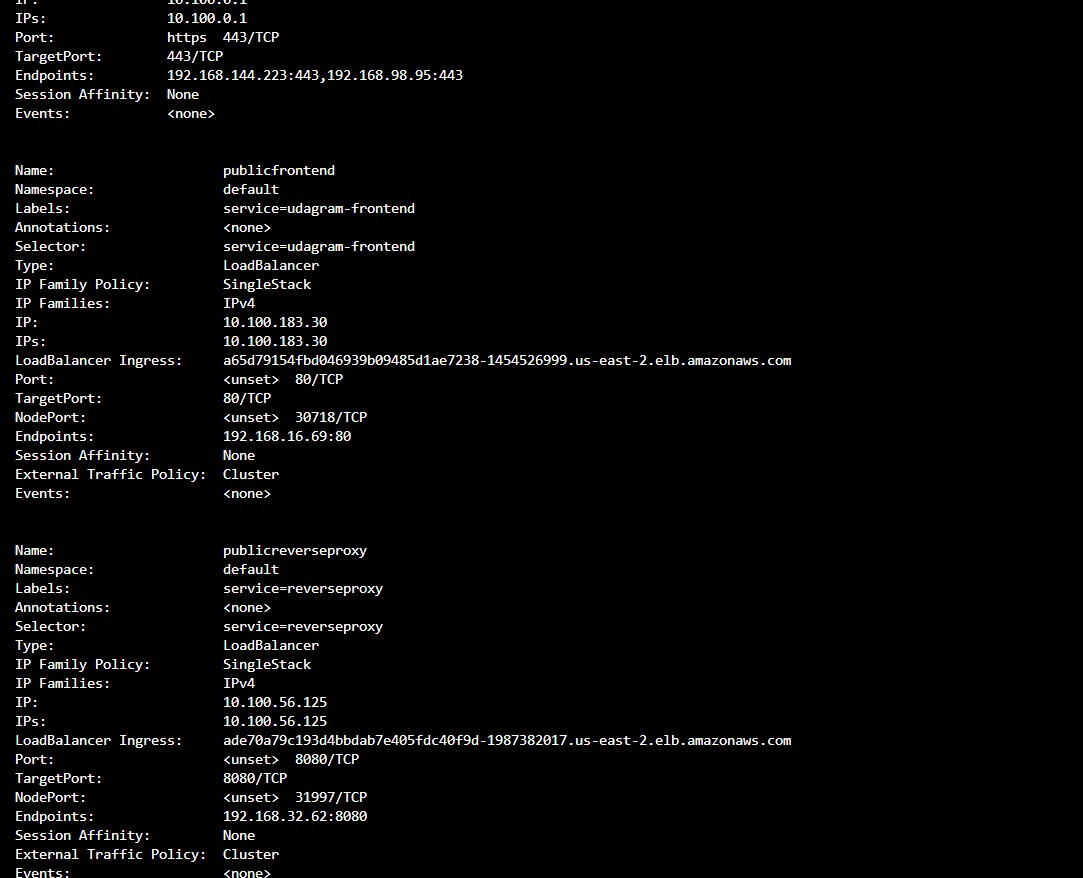 IP: 10.100.0.1
IPs: 10.100.0.1
Port: https 443/TCP
TargetPort: 443/TCP
Endpoints: 192.168.144.223:443,192.168.98.95:443
Session Affinity: None
Events: <none>
Name: publicfrontend
Namespace: default
Labels: service=udagram-frontend
Annotations: <none>
Selector: service=udagram-frontend
Type: LoadBalancer
IP Family Policy: SingleStack
IP Families: IPv4
IP: 10.100.183.30
IPs: 10.100.183.30
LoadBalancer Ingress: a65d79154fbd046939b09485d1ae7238-1454526999.us-east-2.elb.amazonaws.com
Port: <unset> 80/TCP
TargetPort: 80/TCP
NodePort: <unset> 30718/TCP
Endpoints: 192.168.16.69:80
Session Affinity: None
External Traffic Policy: Cluster
Events: <none>
Name: publicreverseproxy
Namespace: default
Labels: service=reverseproxy
Annotations: <none>
Selector: service=reverseproxy
Type: LoadBalancer
IP Family Policy: SingleStack
IP Families: IPv4
IP: 10.100.56.125
IPs: 10.100.56.125
LoadBalancer Ingress: ade70a79c193d4bbdab7e405fdc40f9d-1987382017.us-east-2.elb.amazonaws.com
Port: <unset> 8080/TCP
TargetPort: 8080/TCP
NodePort: <unset> 31997/TCP
Endpoints: 192.168.32.62:8080
Session Affinity: None
External Traffic Policy: Cluster
Events: <none>